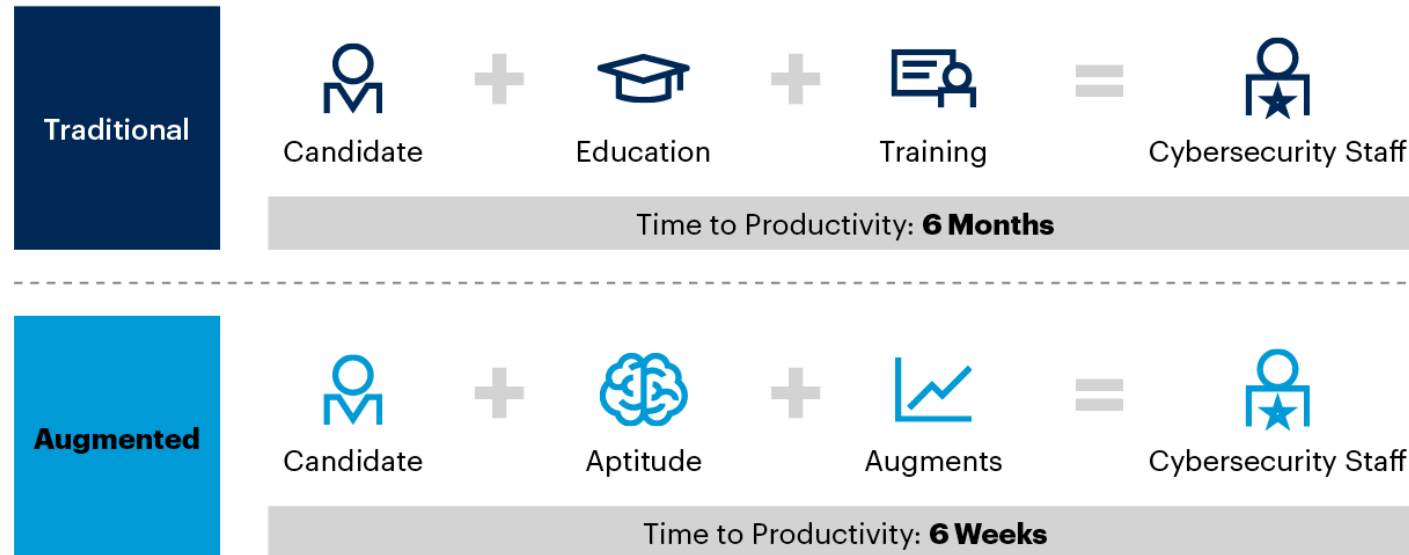 Traditional
Candidate
Education
Training
Cybersecurity Staff
Time to Productivity: 6 Months
Augmented
Candidate
Aptitude
Augments
Cybersecurity Staff
Time to Productivity: 6 Weeks